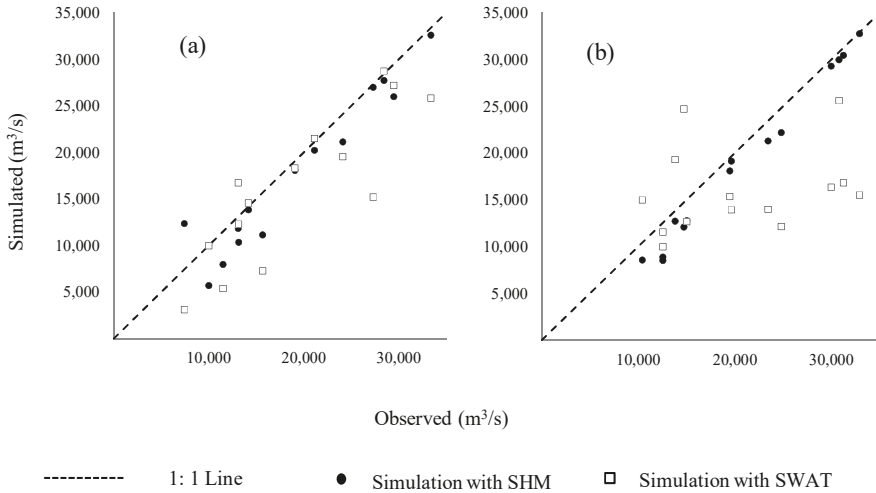 35,000
30,000
25,000
20,000
15,000
10,000
5,000
(a)
10,000
20,000
30,000
35,000
30,000
25,000
20,000
15,000
10,000
5,000
(b)
10,000
20,000
30,000
Simulated (m³/s)
Observed (m³/s)
1: 1 Line
Simulation with SHM
Simulation with SWAT